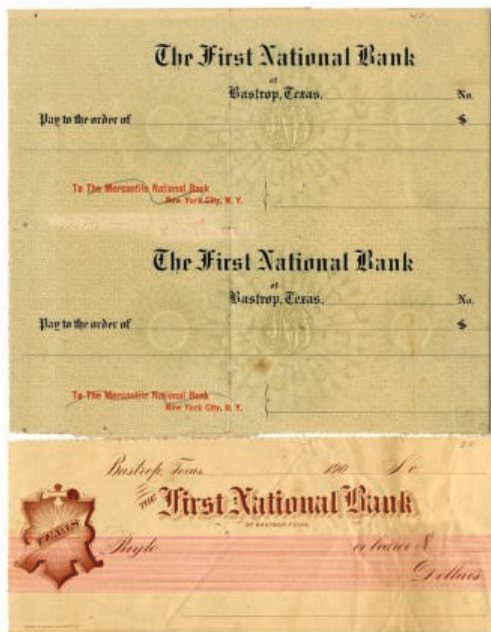 The First National Bank
of
Bastrop, Texas, No.
Pay to the order of $
To The Mercantile National Bank
New York City, N. Y.
The First National Bank
of
Bastrop, Texas, No.
Pay to the order of $
To The Mercantile National Bank
New York City, N. Y.
Bastrop, Texas 190 No
THE First National Bank
OF BASTROP, TEXAS
TEXAS
Pay to or bearer $
Dollars